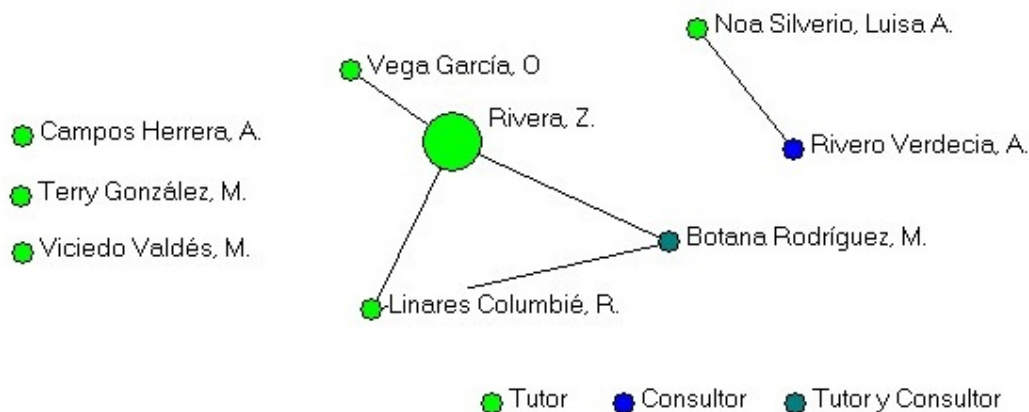 Noa Silverio, Luisa A.
Vega García, O
Rivera, Z.
Campos Herrera, A.
Rivero Verdecia, A.
Terry González, M.
Botana Rodríguez, M.
Viciedo Valdés, M.
Linares Columbié, R.
Tutor
Consultor
Tutor y Consultor